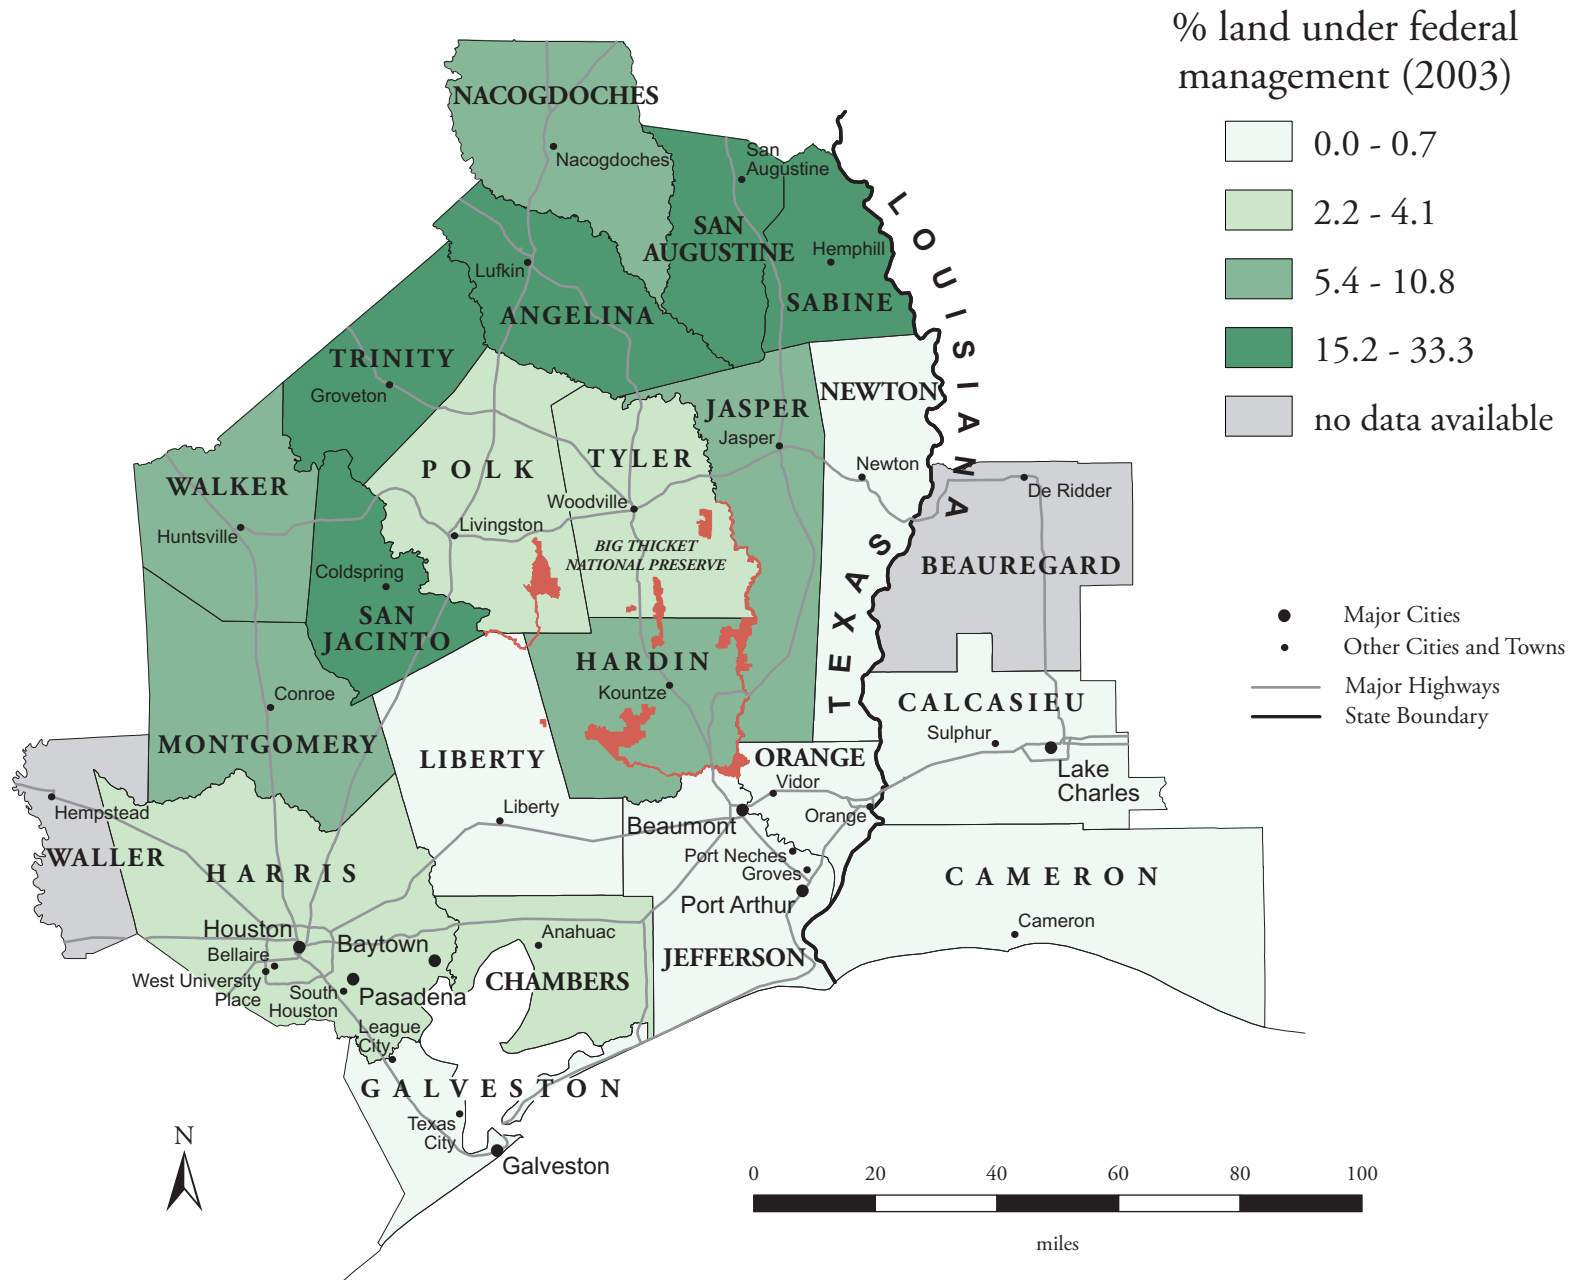 % land under federal
management (2003)
0.0 - 0.7
2.2 - 4.1
5.4 - 10.8
15.2 - 33.3
no data available
NACOGDOCHES
Nacogdoches
San
Augustine
SAN
AUGUSTINE
Hemphill
SABINE
LOUISIANA
Lufkin
ANGELINA
TRINITY
Groveton
NEWTON
JASPER
Jasper
POLK
TYLER
Newton
WALKER
Huntsville
Woodville
Livingston
De Ridder
BIG THICKET
NATIONAL PRESERVE
BEAUREGARD
Coldspring
SAN
JACINTO
TEXAS
HARDIN
Kountze
Conroe
MONTGOMERY
LIBERTY
Liberty
ORANGE
Vidor
Orange
Beaumont
CALCASIEU
Sulphur
Lake
Charles
Hempstead
WALLER
HARRIS
Port Neches
Groves
Port Arthur
CAMERON
Cameron
Houston
Bellaire
West University
Place
Baytown
South
Houston
Pasadena
League
City
Anahuac
CHAMBERS
JEFFERSON
GALVESTON
Texas
City
Galveston
Major Cities
Other Cities and Towns
Major Highways
State Boundary
N
0 20 40 60 80 100
miles